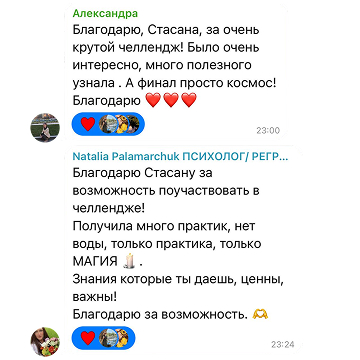 Александра
Благодарю, Стасана, за очень
крутой челлендж! Было очень
интересно, много полезного
узнала . А финал просто космос!
Благодарю ❤️❤️❤️
23:00
Natalia Palamarchuk ПСИХОЛОГ/ РЕГР...
Благодарю Стасану за
возможность поучаствовать в
челлендже!
Получила много практик, нет
воды, только практика, только
МАГИЯ 🕯️ .
Знания которые ты даешь, ценны,
важны!
Благодарю за возможность. 🫶
23:24